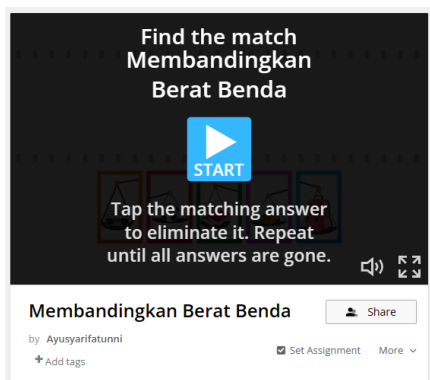 Find the match
Membandingkan
Berat Benda
START
Tap the matching answer
to eliminate it. Repeat
until all answers are gone.
Membandingkan Berat Benda
Share
by Ayusyarifatunni
Add tags
Set Assignment
More